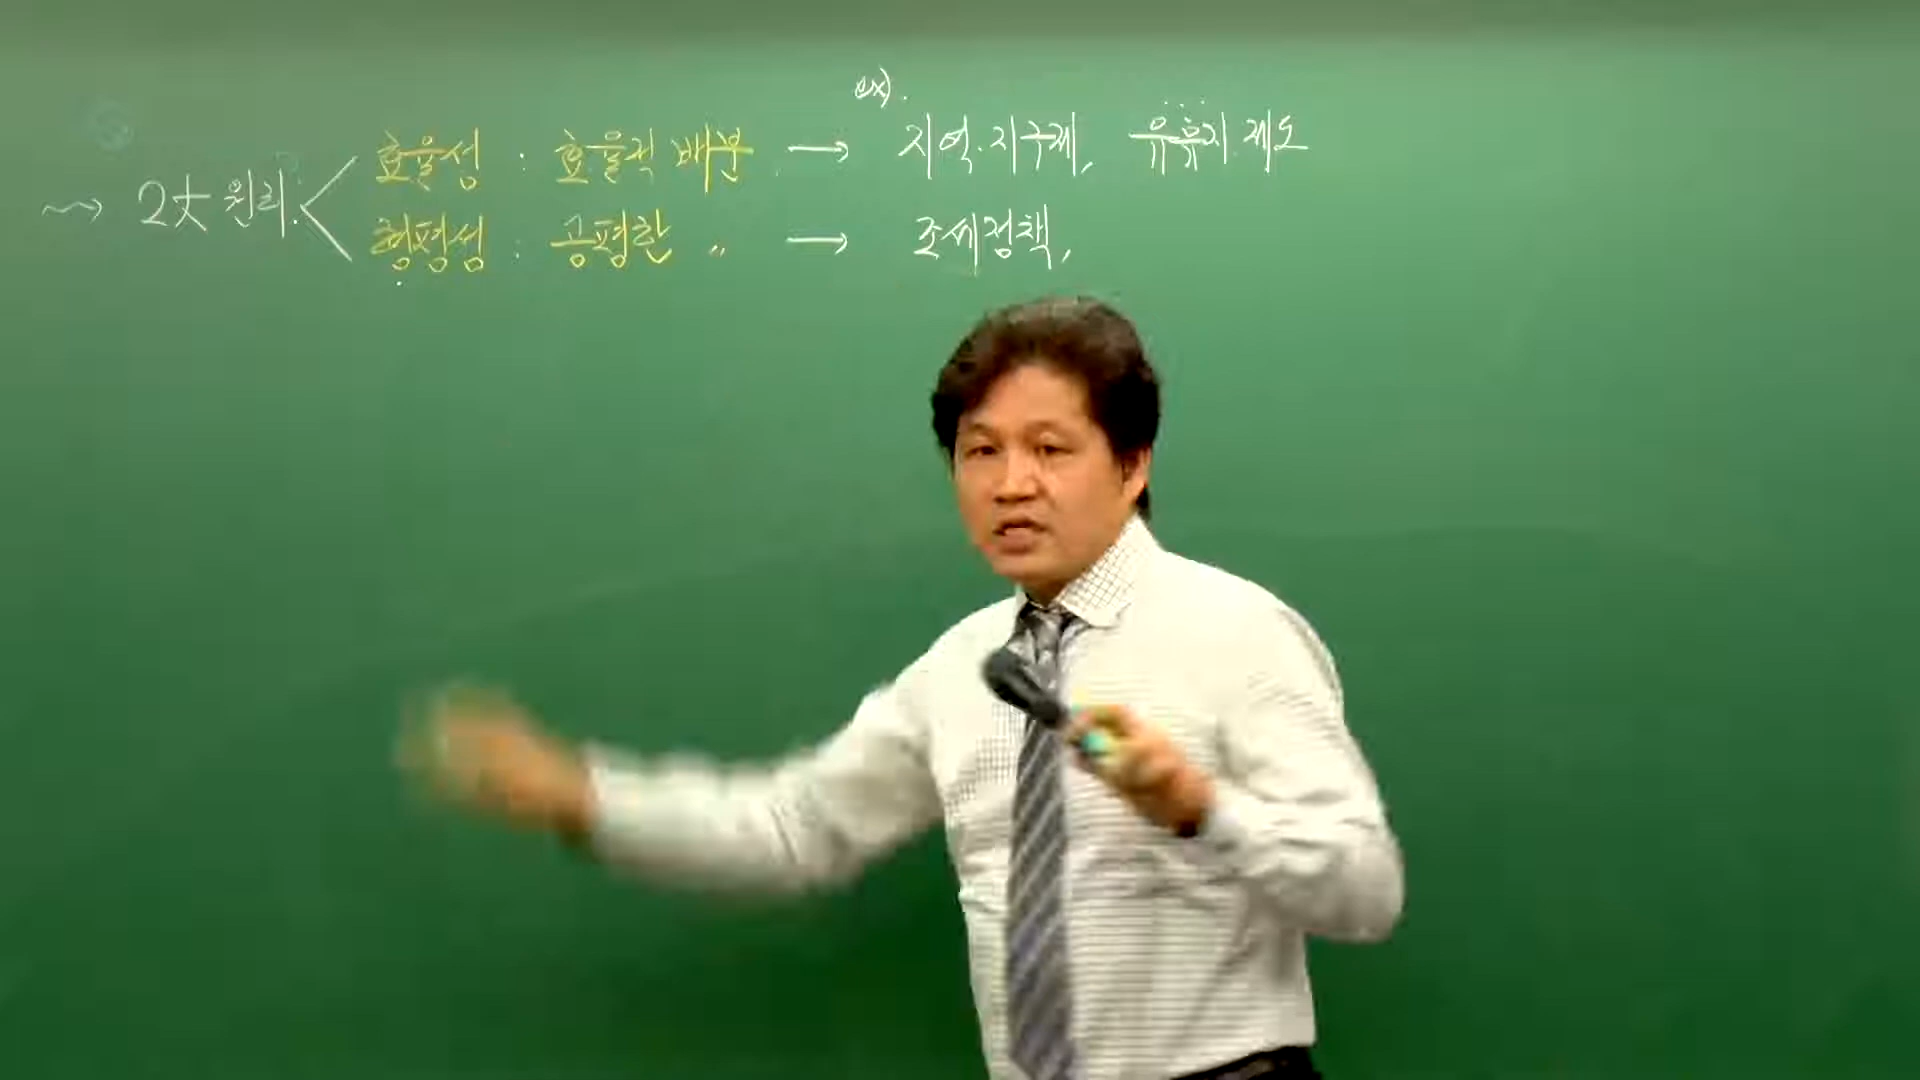 ex).
효율성 : 효율적 배분 → 지역·지구제, 유휴지 제도
~> 2大 원리:
형평성 : 공평한 〃 → 조세정책,